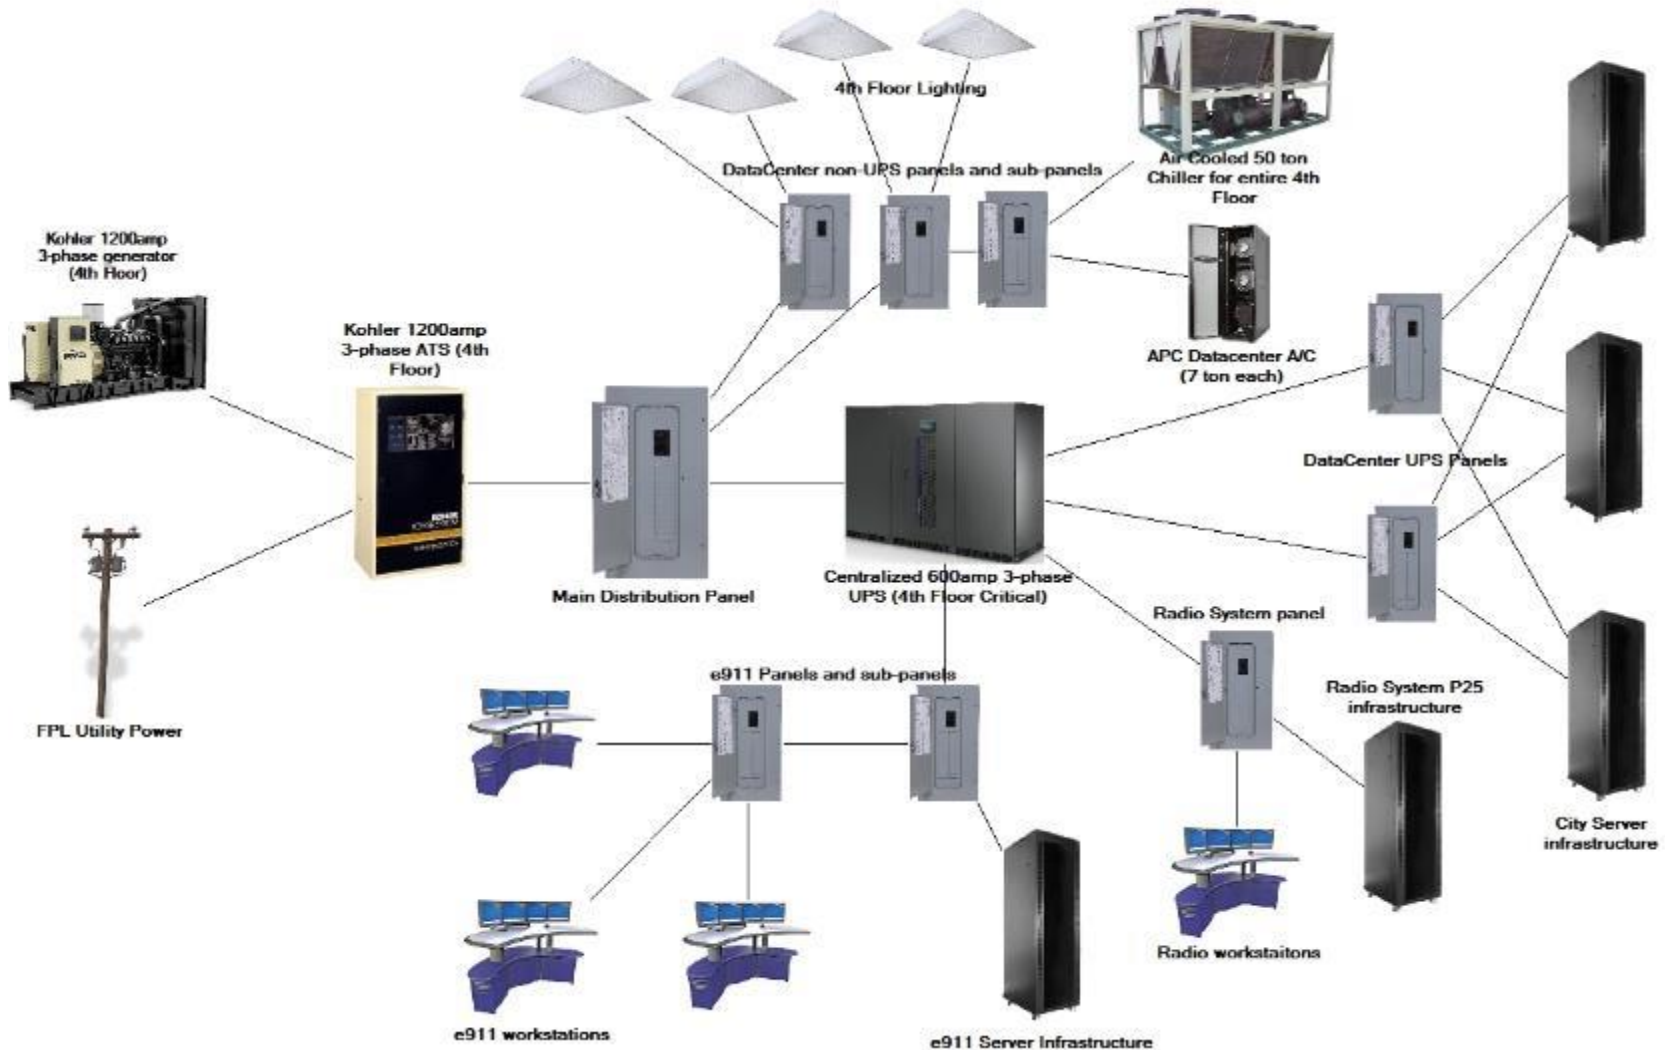 4th Floor Lighting
DataCenter non-UPS panels and sub-panels
Air Cooled 50 ton
Chiller for entire 4th
Floor
Kohler 1200amp
3-phase generator
(4th Floor)
Kohler 1200amp
3-phase ATS (4th
Floor)
APC Datacenter A/C
(7 ton each)
DataCenter UPS Panels
Main Distribution Panel
Centralized 600amp 3-phase
UPS (4th Floor Critical)
Radio System panel
e911 Panels and sub-panels
Radio System P25
infrastructure
FPL Utility Power
City Server
infrastructure
Radio workstaitons
e911 workstations
e911 Server Infrastructure